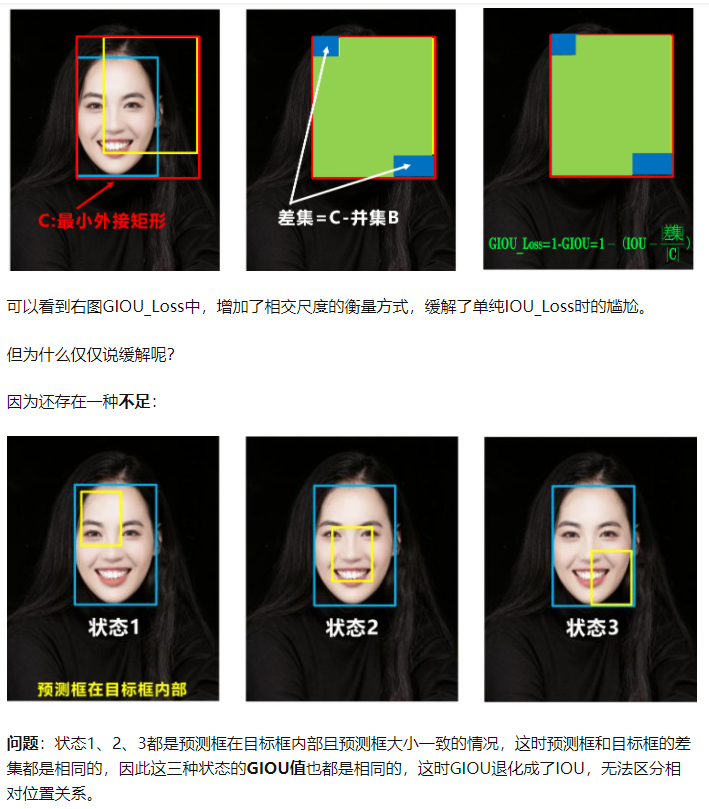 C:最小外接矩形
差集=C-并集B
GIOU_Loss=1-GIOU=1-(IOU-|差集|/|C|)
可以看到右图GIOU_Loss中，增加了相交尺度的衡量方式，缓解了单纯IOU_Loss时的尴尬。
但为什么仅仅说缓解呢？
因为还存在一种不足：
状态1
状态2
状态3
预测框在目标框内部
问题：状态1、2、3都是预测框在目标框内部且预测框大小一致的情况，这时预测框和目标框的差
集都是相同的，因此这三种状态的GIOU值也都是相同的，这时GIOU退化成了IOU，无法区分相
对位置关系。